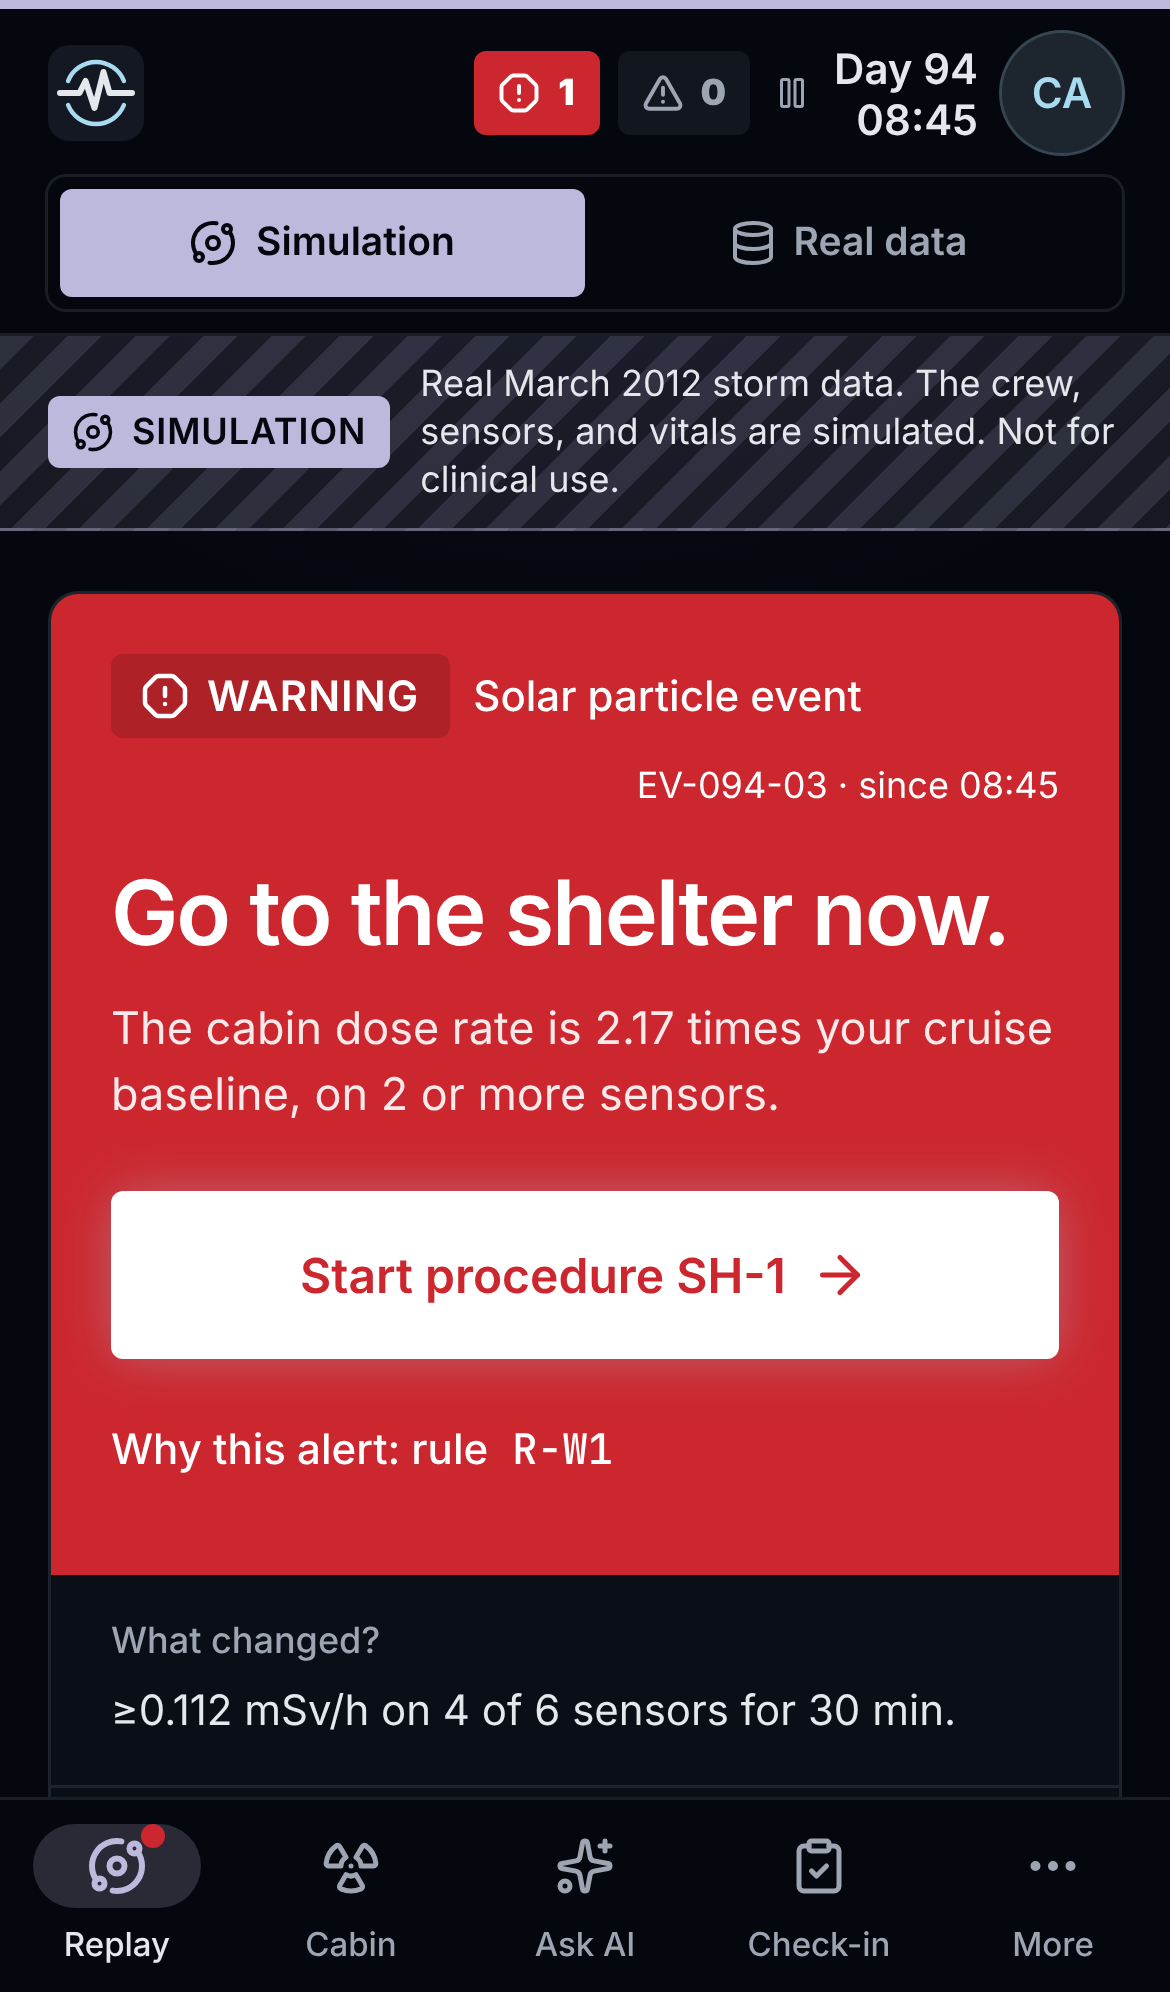 1
0
Day 94
08:45
CA
Simulation
Real data
SIMULATION
Real March 2012 storm data. The crew,
sensors, and vitals are simulated. Not for
clinical use.
WARNING
Solar particle event
EV-094-03 · since 08:45
Go to the shelter now.
The cabin dose rate is 2.17 times your cruise
baseline, on 2 or more sensors.
Start procedure SH-1 →
Why this alert: rule R-W1
What changed?
≥0.112 mSv/h on 4 of 6 sensors for 30 min.
Replay
Cabin
Ask AI
Check-in
More